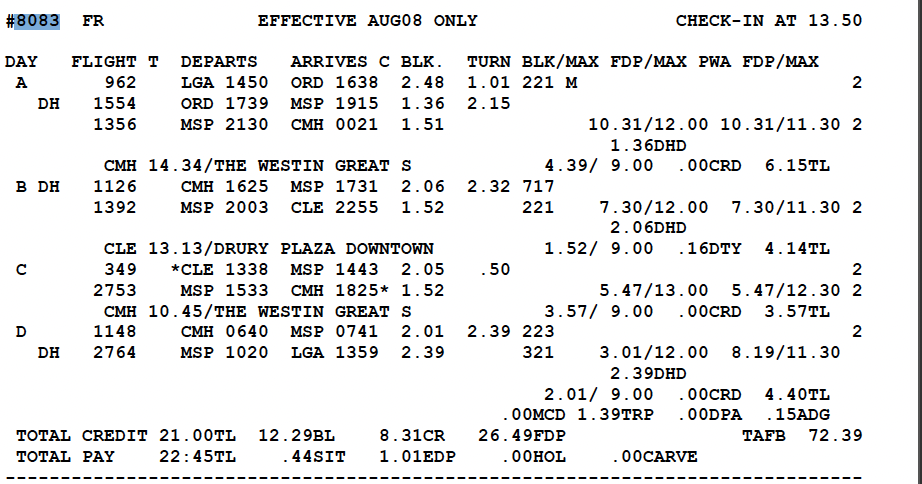 #8083 FR EFFECTIVE AUG08 ONLY CHECK-IN AT 13.50
DAY FLIGHT T DEPARTS ARRIVES C BLK. TURN BLK/MAX FDP/MAX PWA FDP/MAX
A 962 LGA 1450 ORD 1638 2.48 1.01 221 M 2
DH 1554 ORD 1739 MSP 1915 1.36 2.15
1356 MSP 2130 CMH 0021 1.51 10.31/12.00 10.31/11.30 2
1.36DHD
CMH 14.34/THE WESTIN GREAT S 4.39/ 9.00 .00CRD 6.15TL
B DH 1126 CMH 1625 MSP 1731 2.06 2.32 717
1392 MSP 2003 CLE 2255 1.52 221 7.30/12.00 7.30/11.30 2
2.06DHD
CLE 13.13/DRURY PLAZA DOWNTOWN 1.52/ 9.00 .16DTY 4.14TL
C 349 *CLE 1338 MSP 1443 2.05 .50 2
2753 MSP 1533 CMH 1825* 1.52 5.47/13.00 5.47/12.30 2
CMH 10.45/THE WESTIN GREAT S 3.57/ 9.00 .00CRD 3.57TL
D 1148 CMH 0640 MSP 0741 2.01 2.39 223 2
DH 2764 MSP 1020 LGA 1359 2.39 321 3.01/12.00 8.19/11.30
2.39DHD
2.01/ 9.00 .00CRD 4.40TL
.00MCD 1.39TRP .00DPA .15ADG
TOTAL CREDIT 21.00TL 12.29BL 8.31CR 26.49FDP TAFB 72.39
TOTAL PAY 22:45TL .44SIT 1.01EDP .00HOL .00CARVE